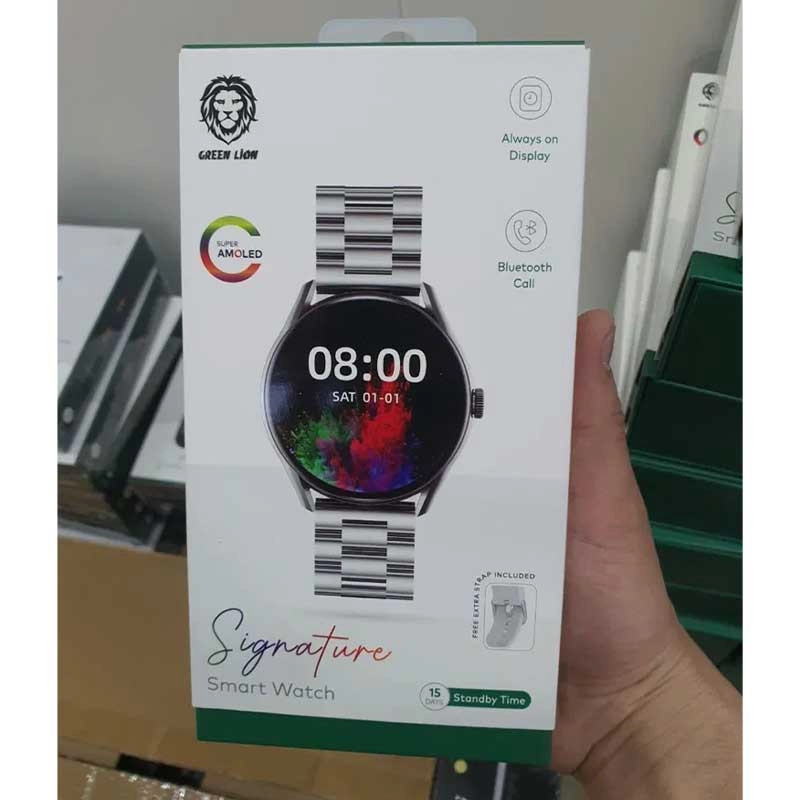 GREEN LION
Always on
Display
SUPER
AMOLED
Bluetooth
Call
08:00
SAT 01-01
FREE EXTRA STRAP INCLUDED
Signature
Smart Watch
15
DAYS
Standby Time